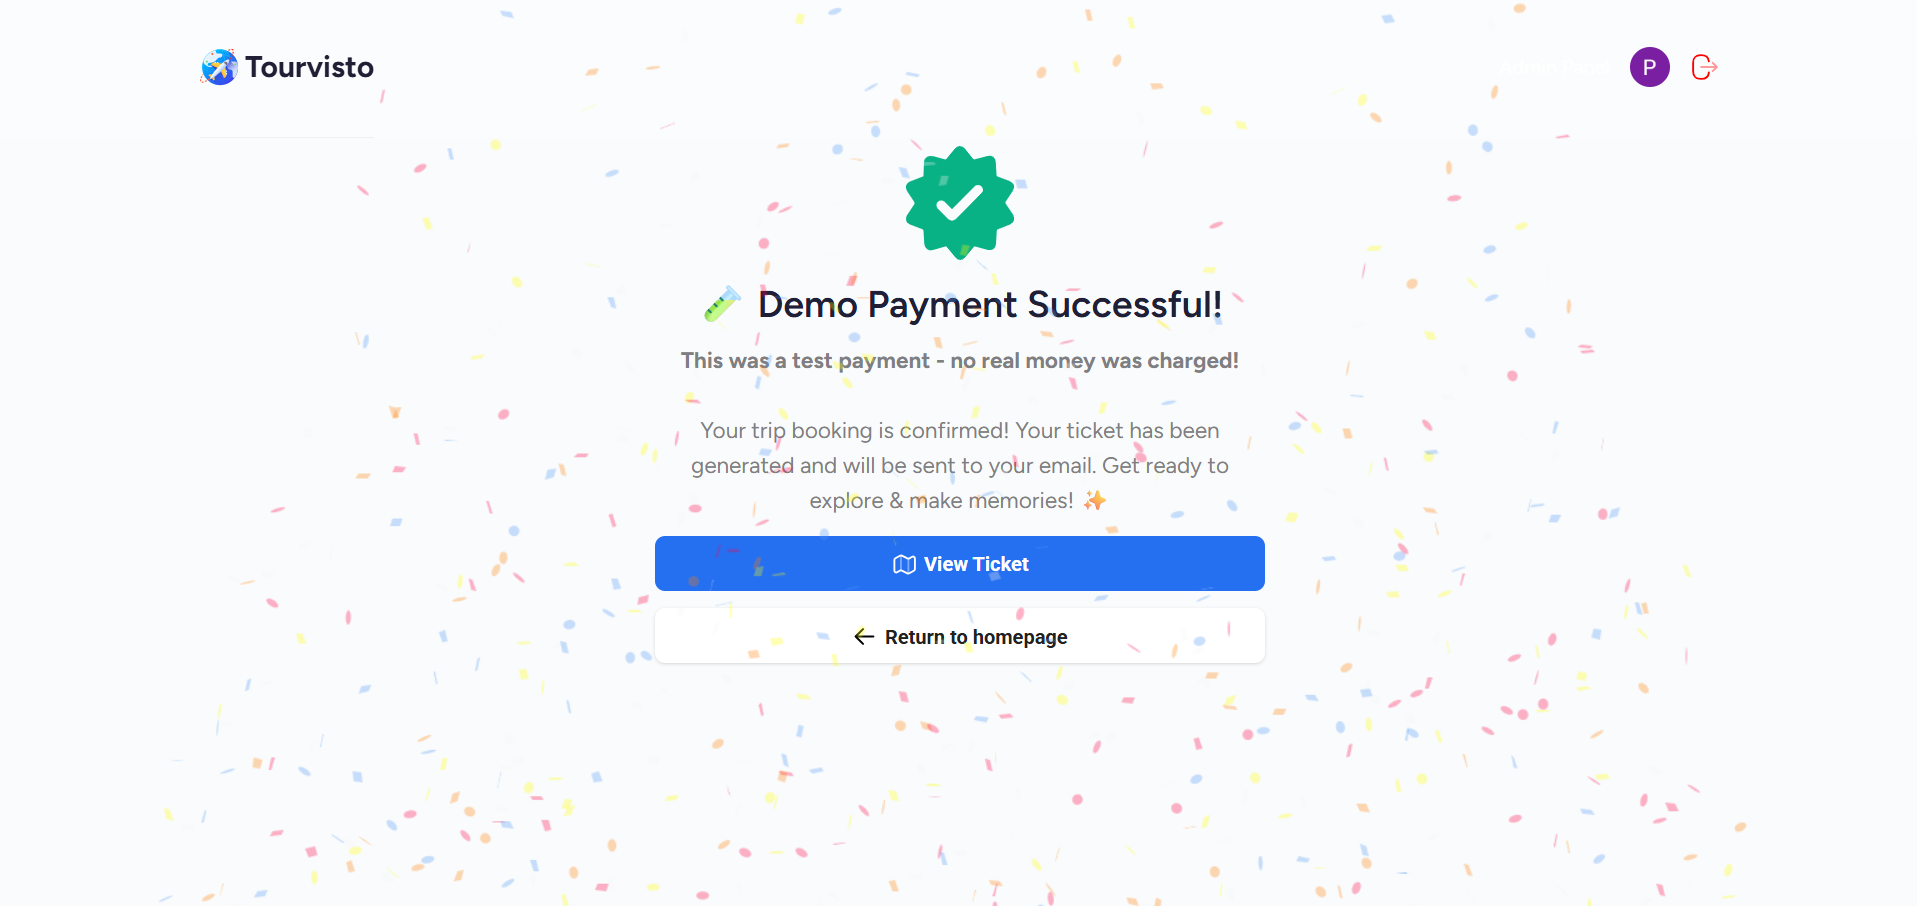 Tourvisto
Admin Panel
P
Demo Payment Successful!
This was a test payment - no real money was charged!
Your trip booking is confirmed! Your ticket has been
generated and will be sent to your email. Get ready to
explore & make memories! ✨
View Ticket
Return to homepage